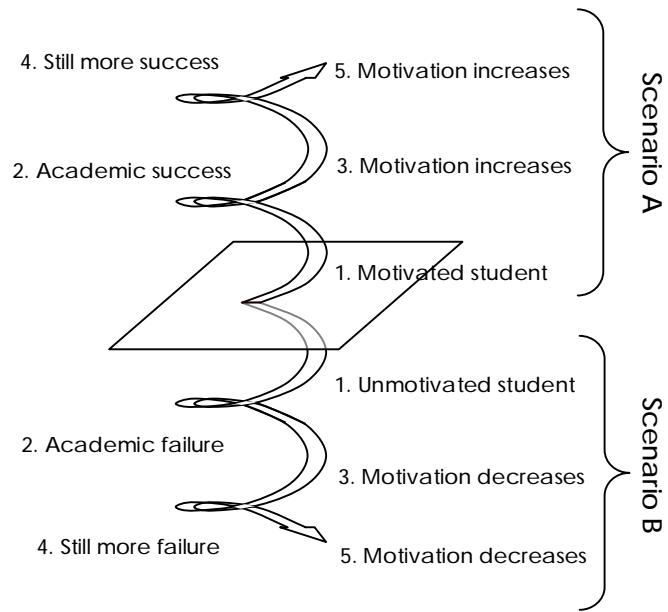 4. Still more success
5. Motivation increases
2. Academic success
3. Motivation increases
1. Motivated student
Scenario A
1. Unmotivated student
2. Academic failure
3. Motivation decreases
4. Still more failure
5. Motivation decreases
Scenario B